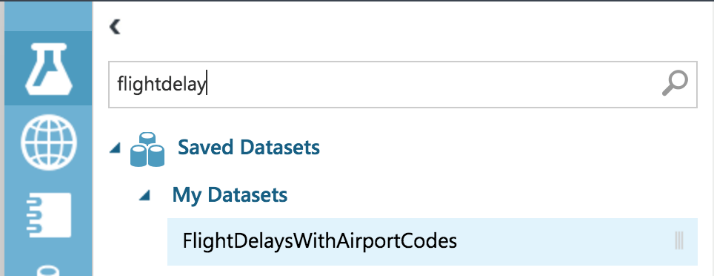 flightdelay
Saved Datasets
My Datasets
FlightDelaysWithAirportCodes